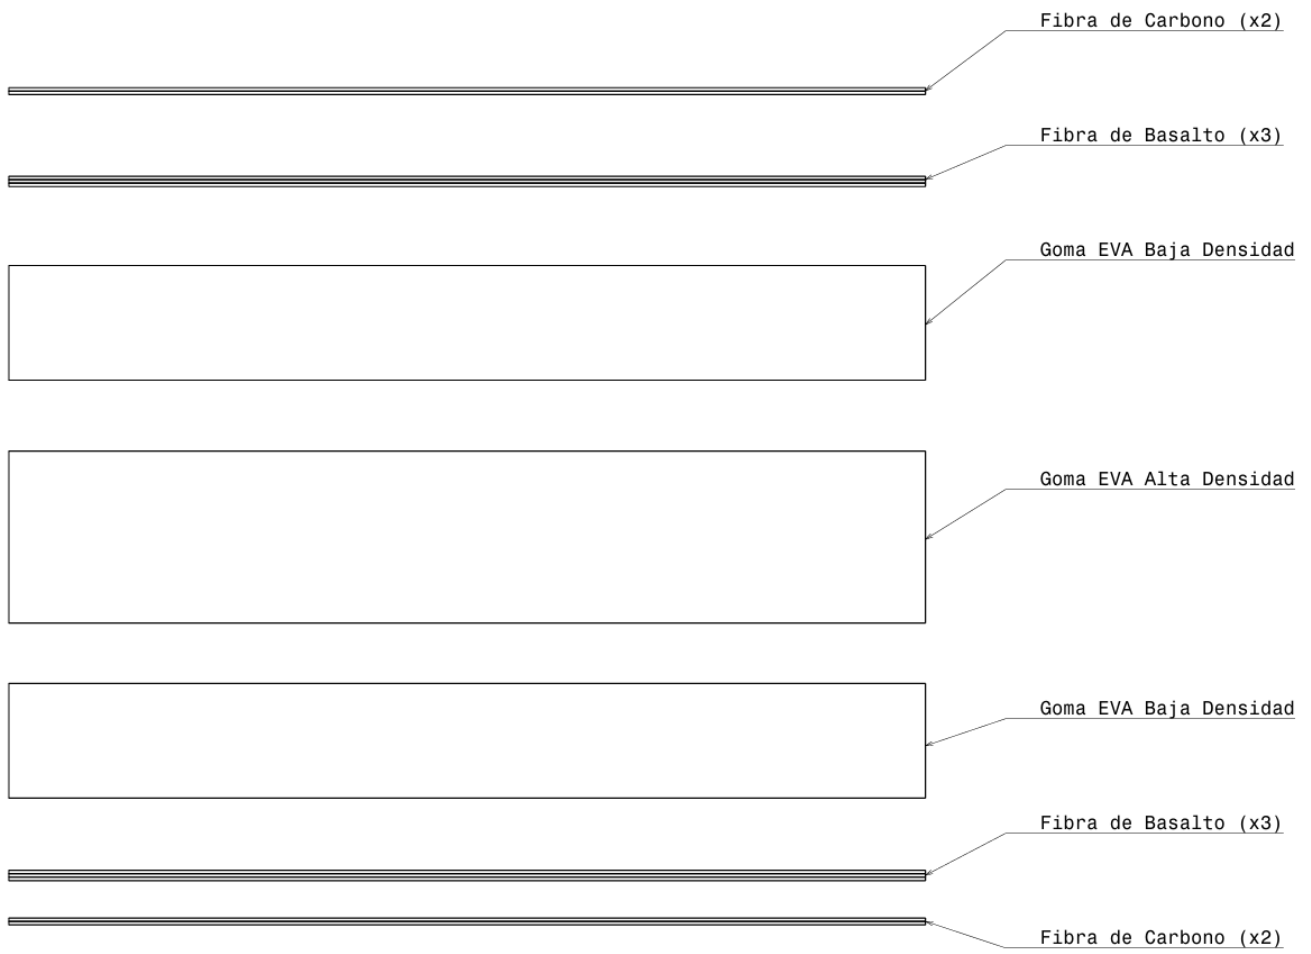 Fibra de Carbono (x2)
Fibra de Basalto (x3)
Goma EVA Baja Densidad
Goma EVA Alta Densidad
Goma EVA Baja Densidad
Fibra de Basalto (x3)
Fibra de Carbono (x2)